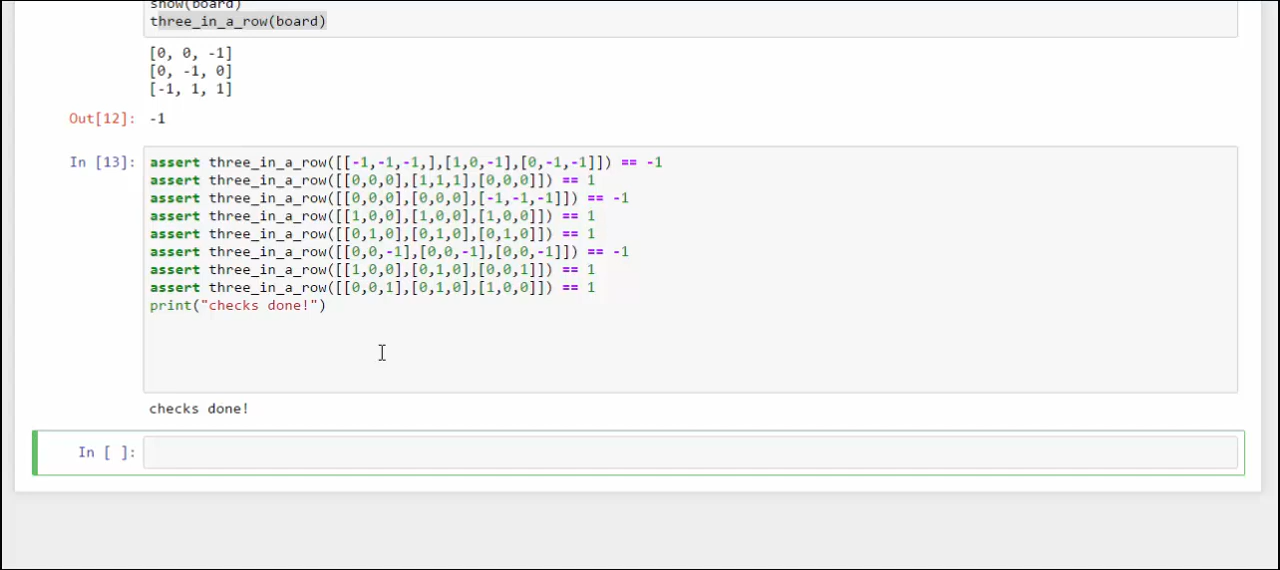 show(board)
three_in_a_row(board)
[0, 0, -1]
[0, -1, 0]
[-1, 1, 1]
Out[12]: -1
In [13]: assert three_in_a_row([[-1,-1,-1,],[1,0,-1],[0,-1,-1]]) == -1
assert three_in_a_row([[0,0,0],[1,1,1],[0,0,0]]) == 1
assert three_in_a_row([[0,0,0],[0,0,0],[-1,-1,-1]]) == -1
assert three_in_a_row([[1,0,0],[1,0,0],[1,0,0]]) == 1
assert three_in_a_row([[0,1,0],[0,1,0],[0,1,0]]) == 1
assert three_in_a_row([[0,0,-1],[0,0,-1],[0,0,-1]]) == -1
assert three_in_a_row([[1,0,0],[0,1,0],[0,0,1]]) == 1
assert three_in_a_row([[0,0,1],[0,1,0],[1,0,0]]) == 1
print("checks done!")
checks done!
In [ ]: